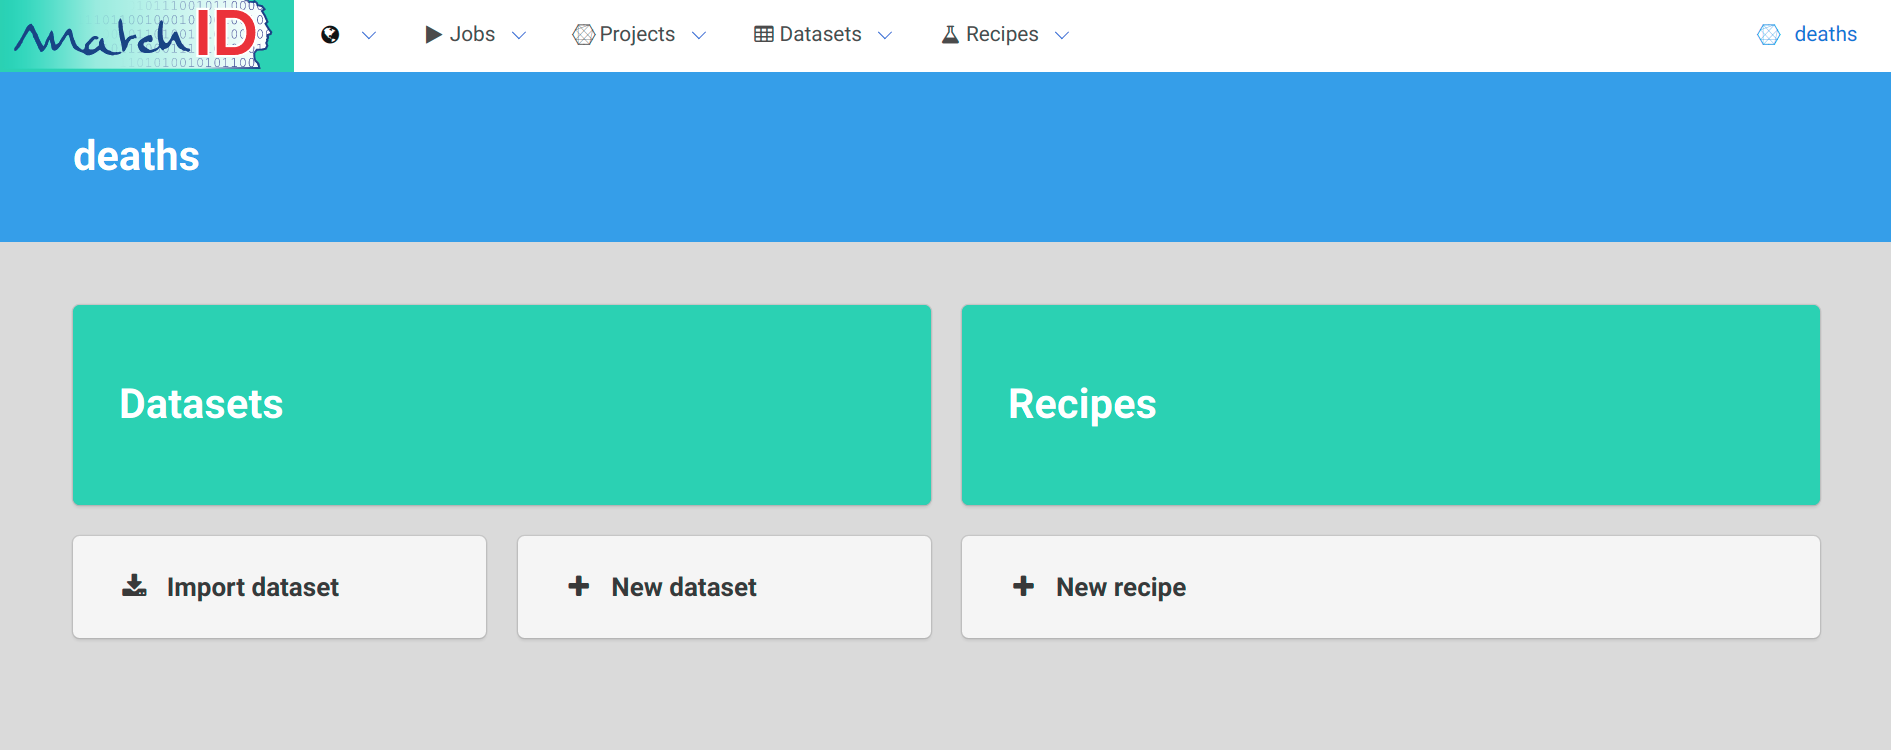 matchID
Jobs
Projects
Datasets
Recipes
deaths
deaths
Datasets
Recipes
Import dataset
New dataset
New recipe